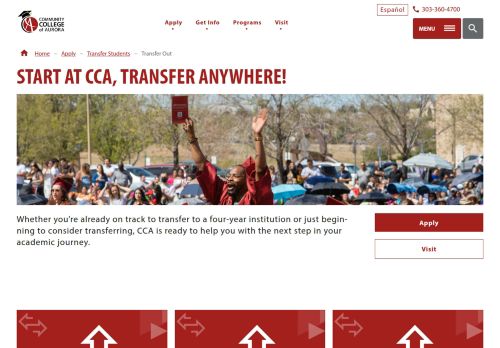 COMMUNITY
COLLEGE
of AURORA
Apply
Get Info
Programs
Visit
Español
303-360-4700
MENU
Home – Apply – Transfer Students – Transfer Out
START AT CCA, TRANSFER ANYWHERE!
Whether you're already on track to transfer to a four-year institution or just begin-
ning to consider transferring, CCA is ready to help you with the next step in your
academic journey.
Apply
Visit